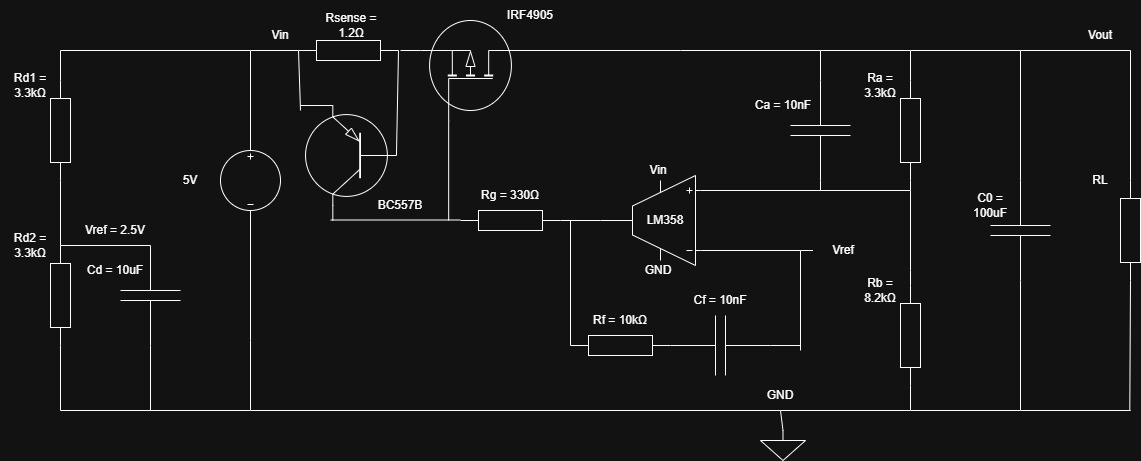 IRF4905
Rsense =
1.2Ω
Vin
Vout
Rd1 =
3.3kΩ
Ra =
3.3kΩ
Ca = 10nF
5V
Vin
+
LM358
−
GND
RL
Rg = 330Ω
BC557B
C0 =
100uF
Vref = 2.5V
Rd2 =
3.3kΩ
Cd = 10uF
Vref
Cf = 10nF
Rb =
8.2kΩ
Rf = 10kΩ
GND
+
−